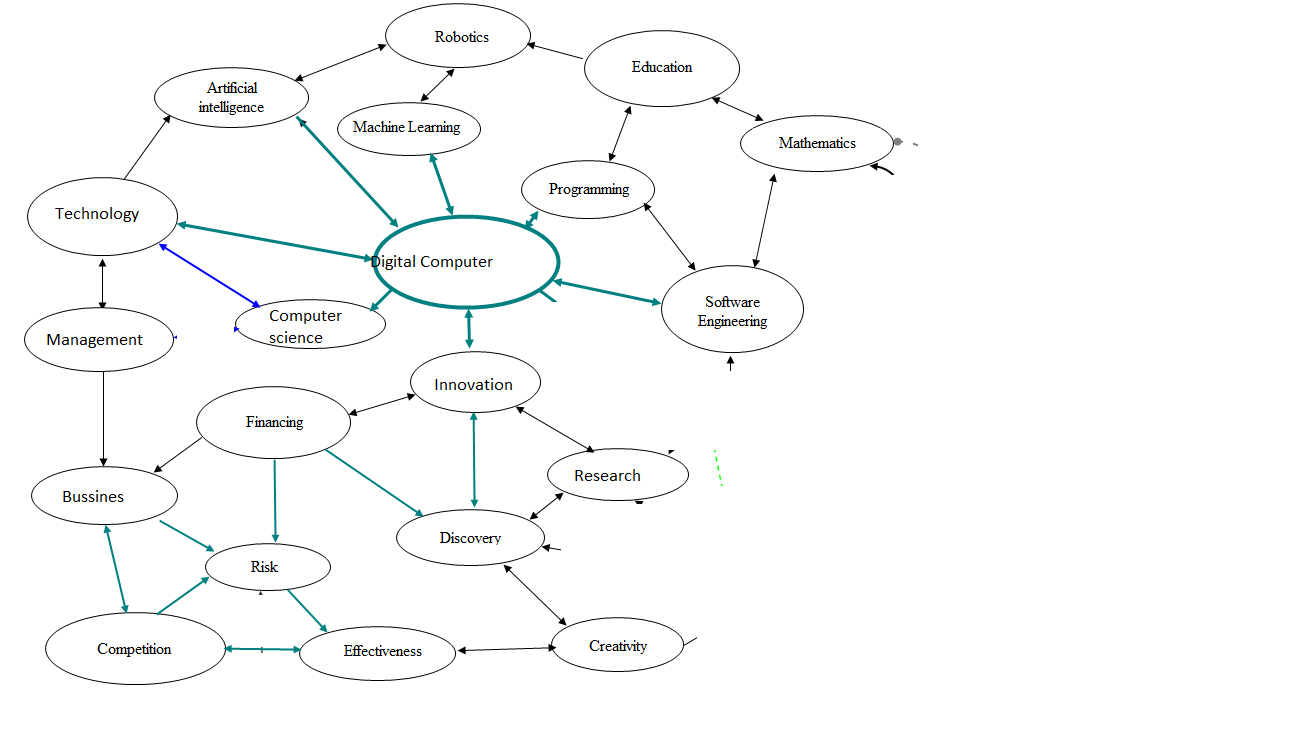 Robotics
Education
Artificial
intelligence
Machine Learning
Mathematics
Programming
Technology
Digital Computer
Software
Engineering
Computer
science
Management
Innovation
Financing
Research
Bussines
Discovery
Risk
Competition
Effectiveness
Creativity